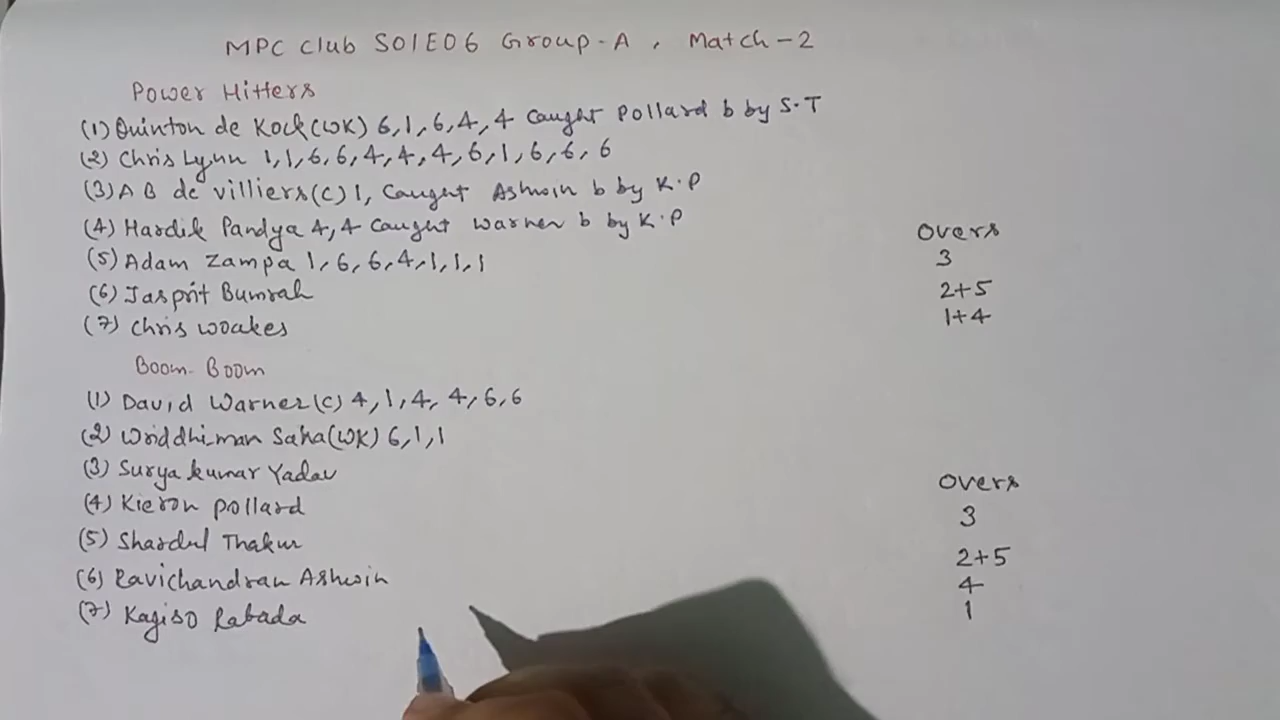 MPC Club S01E06 Group-A, Match-2
Power Hitters
(1) Quinton de Kock(WK) 6,1,6,4,4 Caught Pollard b by S.T
(2) Chris Lynn 1,1,6,6,4,4,4,6,1,6,6,6
(3) A B de villiers(C) 1, Caught Ashwin b by K.P
(4) Hardik Pandya 4,4 Caught Warner b by K.P
Overs
(5) Adam Zampa 1,6,6,4,1,1,1 3
(6) Jasprit Bumrah 2+5
(7) Chris woakes 1+4
Boom-Boom
(1) David Warner(C) 4,1,4,4,6,6
(2) Wriddhiman Saha(WK) 6,1,1
(3) Surya kumar Yadav
Overs
(4) Kieron pollard 3
(5) Shardul Thakur 2+5
(6) Ravichandran Ashwin 4
(7) Kagiso Rabada 1